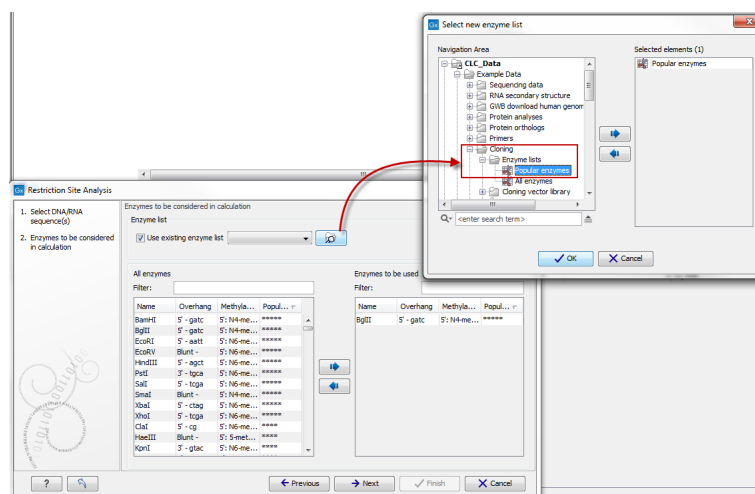 Gx Select new enzyme list
Navigation Area
CLC_Data
Example Data
Sequencing data
RNA secondary structure
GWB download human genom
Protein analyses
Protein orthologs
Primers
Cloning
Enzyme lists
Popular enzymes
All enzymes
Cloning vector library
<enter search term>
Selected elements (1)
Popular enzymes
OK Cancel
Gx Restriction Site Analysis
1. Select DNA/RNA
sequence(s)
2. Enzymes to be considered
in calculation
Enzymes to be considered in calculation
Enzyme list
Use existing enzyme list
All enzymes
Filter:
Name Overhang Methyla... Popul...
BamHI 5' - gatc 5': N4-me... *****
BglII 5' - gatc 5': N4-me... *****
EcoRI 5' - aatt 5': N6-me... *****
EcoRV Blunt - 5': N6-me... *****
HindIII 5' - agct 5': N6-me... *****
PstI 3' - tgca 5': N6-me... *****
SalI 5' - tcga 5': N6-me... *****
SmaI Blunt - 5': N4-me... *****
XbaI 5' - ctag 5': N6-me... *****
XhoI 5' - tcga 5': N6-me... *****
ClaI 5' - cg 5': N6-me... ****
HaeIII Blunt - 5': 5-met... ****
KpnI 3' - gtac 5': N6-me... ****
Enzymes to be used
Filter:
Name Overhang Methyla... Popul...
BglII 5' - gatc 5': N4-me... *****
? Previous Next Finish Cancel